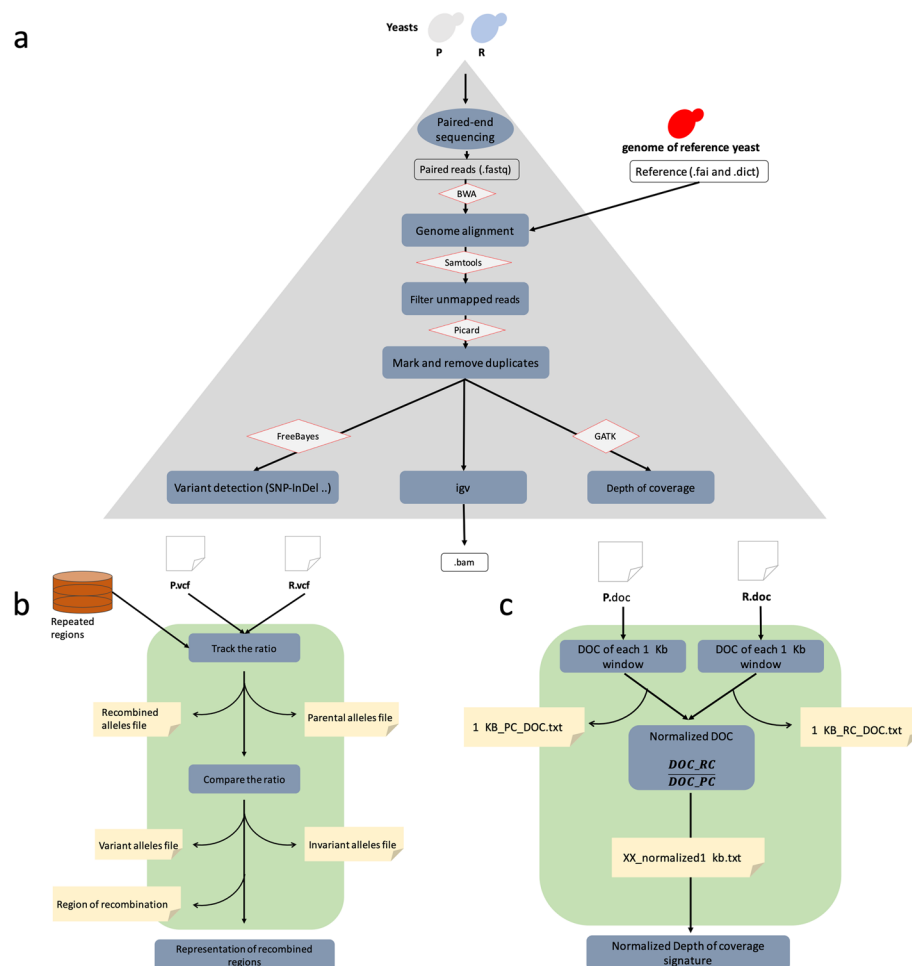 a
Yeasts
P
R
Paired-end
sequencing
genome of reference yeast
Paired reads (.fastq)
Reference (.fai and .dict)
BWA
Genome alignment
Samtools
Filter unmapped reads
Picard
Mark and remove duplicates
FreeBayes
GATK
Variant detection (SNP-InDel ..)
igv
Depth of coverage
.bam
b
Repeated
regions
P.vcf
R.vcf
Track the ratio
Recombined
alleles file
Parental alleles file
Compare the ratio
Variant alleles file
Invariant alleles file
Region of recombination
Representation of recombined
regions
c
P.doc
R.doc
DOC of each 1 Kb
window
DOC of each 1 Kb
window
1 KB_PC_DOC.txt
1 KB_RC_DOC.txt
Normalized DOC
DOC_RC
DOC_PC
XX_normalized1 kb.txt
Normalized Depth of coverage
signature